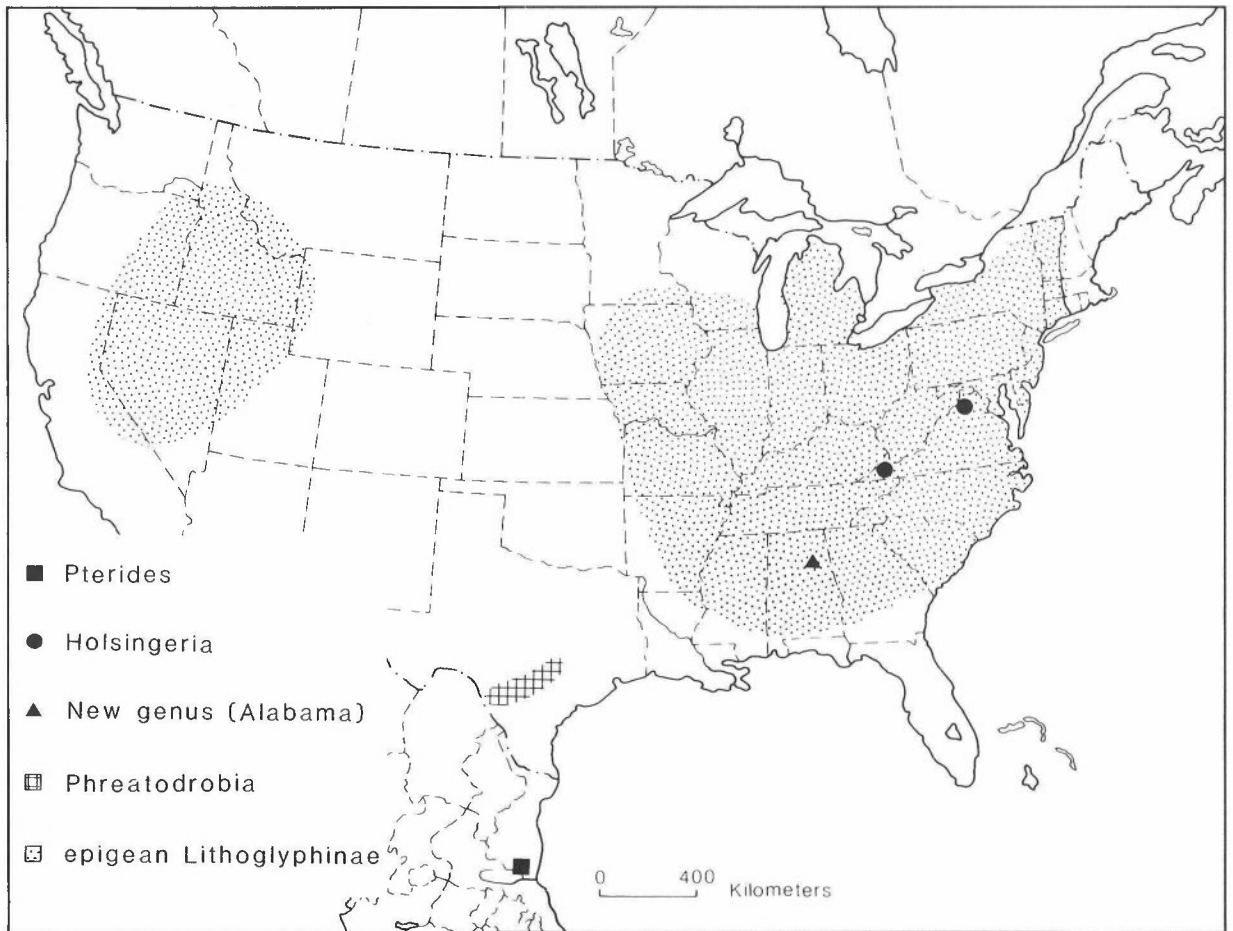 Pterides
Holsingeria
New genus (Alabama)
Phreatodrobia
epigean Lithoglyphinae
0 400 Kilometers